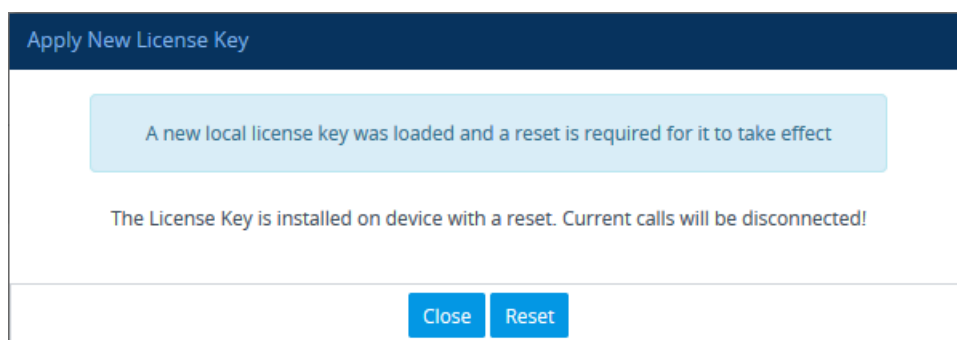 Apply New License Key
A new local license key was loaded and a reset is required for it to take effect
The License Key is installed on device with a reset. Current calls will be disconnected!
Close Reset